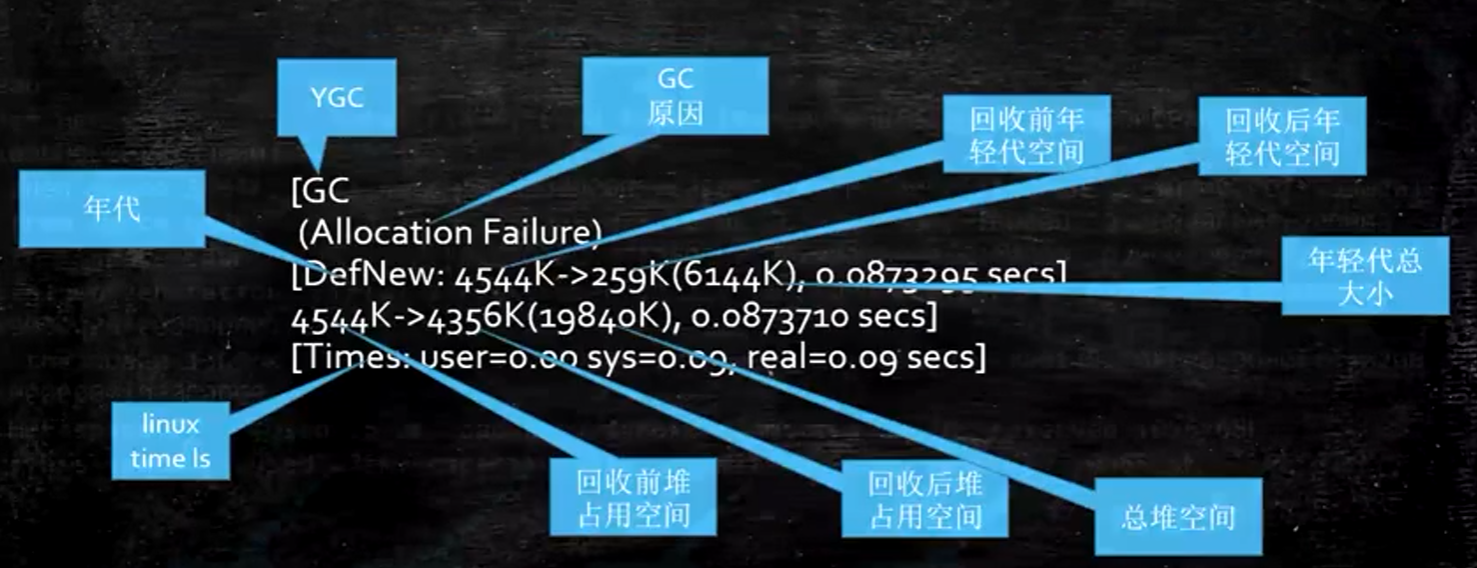 YGC
GC
原因
回收前年
轻代空间
回收后年
轻代空间
年代
[GC
(Allocation Failure)
[DefNew: 4544K->259K(6144K), 0.0873295 secs]
年轻代总
大小
4544K->4356K(19840K), 0.0873710 secs]
[Times: user=0.00 sys=0.09, real=0.09 secs]
linux
time ls
回收前堆
占用空间
回收后堆
占用空间
总堆空间